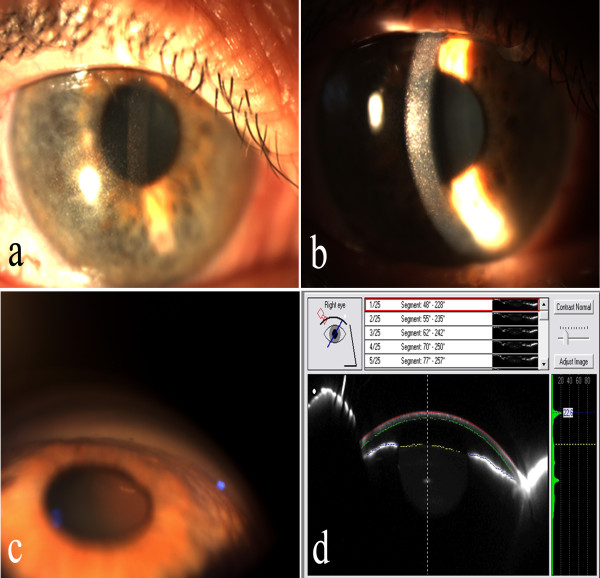 a
b
c
d
Right eye
1/25 Segment: 48° - 228°
2/25 Segment: 55° - 235°
3/25 Segment: 62° - 242°
4/25 Segment: 70° - 250°
5/25 Segment: 77° - 257°
Contrast Normal
Adjust Image
20 40 60 80